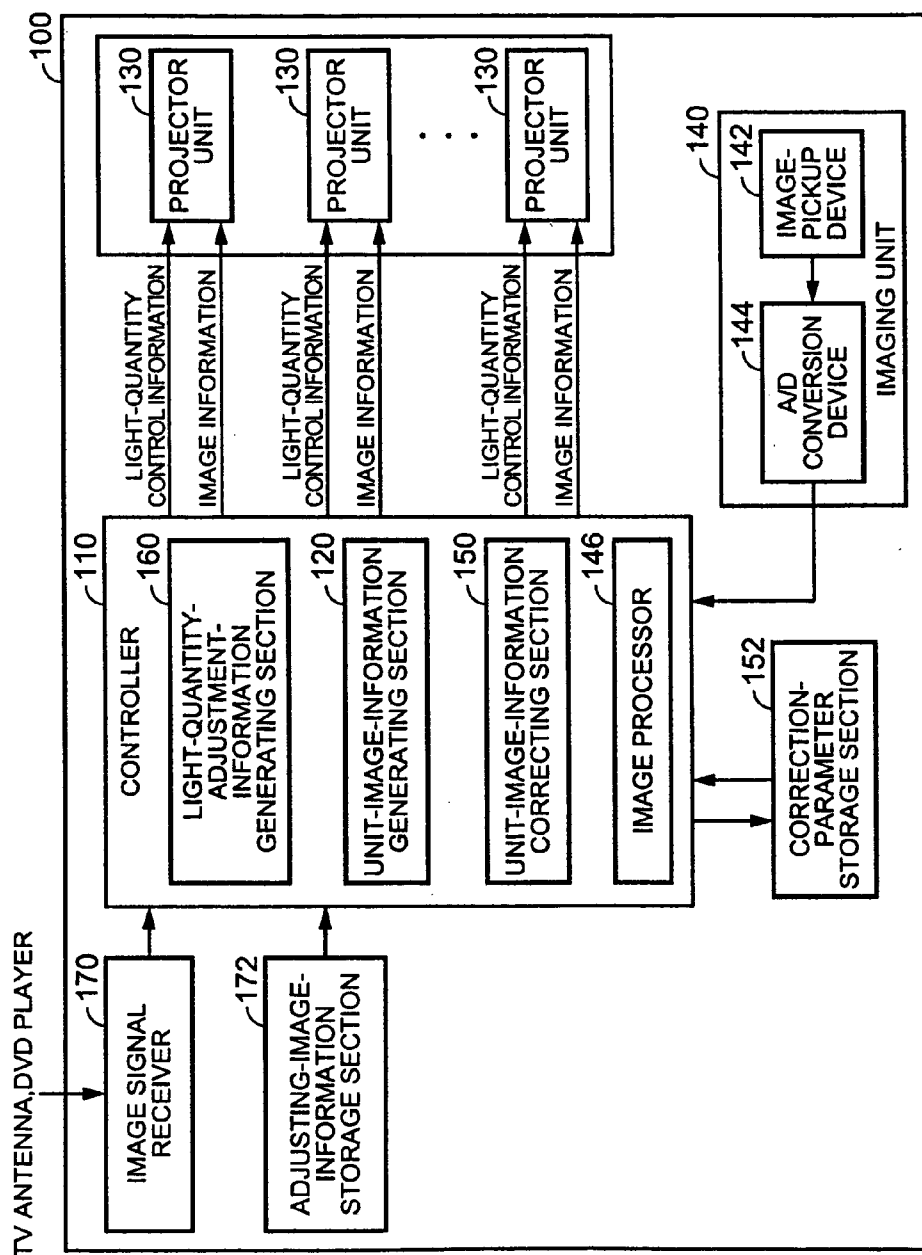 TV ANTENNA,DVD PLAYER
100
170
IMAGE SIGNAL
RECEIVER
172
ADJUSTING-IMAGE-
INFORMATION
STORAGE SECTION
110
CONTROLLER
160
LIGHT-QUANTITY-
ADJUSTMENT-
INFORMATION
GENERATING SECTION
120
UNIT-IMAGE-INFORMATION
GENERATING SECTION
150
UNIT-IMAGE-INFORMATION
CORRECTING SECTION
146
IMAGE PROCESSOR
152
CORRECTION-
PARAMETER
STORAGE SECTION
LIGHT-QUANTITY
CONTROL INFORMATION
IMAGE INFORMATION
LIGHT-QUANTITY
CONTROL INFORMATION
IMAGE INFORMATION
LIGHT-QUANTITY
CONTROL INFORMATION
IMAGE INFORMATION
130
PROJECTOR
UNIT
130
PROJECTOR
UNIT
. . .
130
PROJECTOR
UNIT
140
142
IMAGE-
PICKUP
DEVICE
144
A/D
CONVERSION
DEVICE
IMAGING UNIT